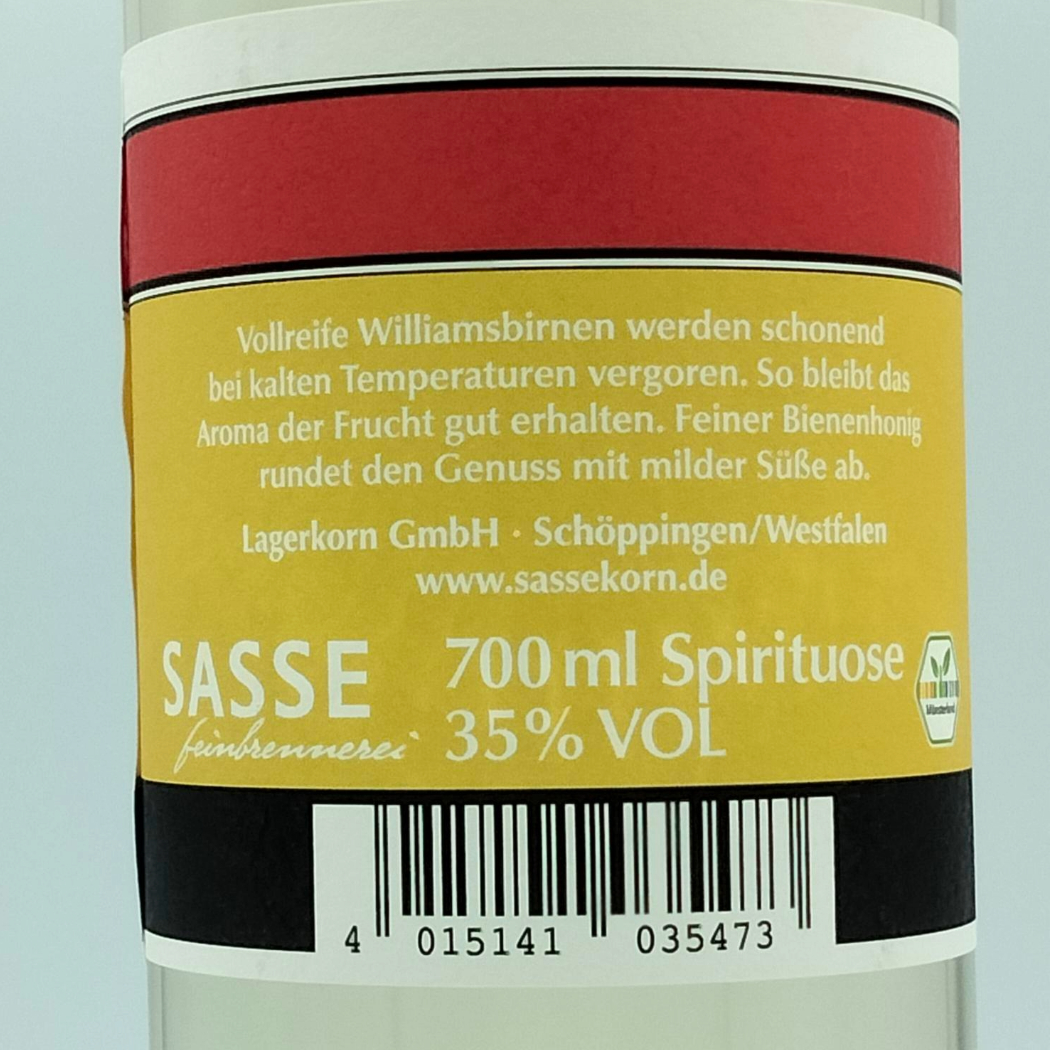 Vollreife Williamsbirnen werden schonend
bei kalten Temperaturen vergoren. So bleibt das
Aroma der Frucht gut erhalten. Feiner Bienenhonig
rundet den Genuss mit milder Süße ab.
Lagerkorn GmbH · Schöppingen/Westfalen
www.sassekorn.de
SASSE
feinbrennerei
700 ml Spirituose
35% VOL
Münsterland
4 015141 035473